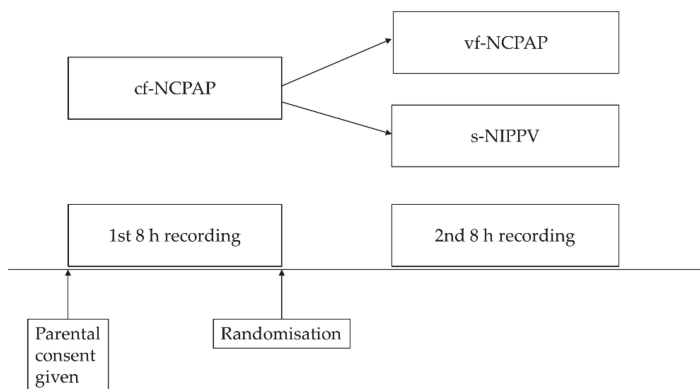 vf-NCPAP
cf-NCPAP
s-NIPPV
1st 8 h recording
2nd 8 h recording
Parental
consent
given
Randomisation